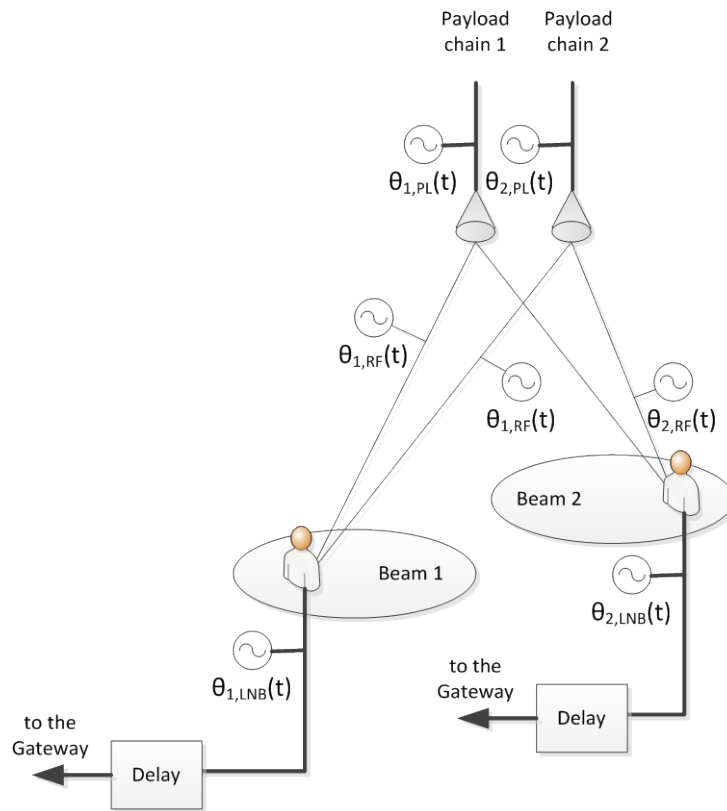 Payload
chain 1
Payload
chain 2
θ1,PL(t)
θ2,PL(t)
θ1,RF(t)
θ1,RF(t)
θ2,RF(t)
Beam 2
Beam 1
θ2,LNB(t)
θ1,LNB(t)
to the
Gateway
Delay
to the
Gateway
Delay